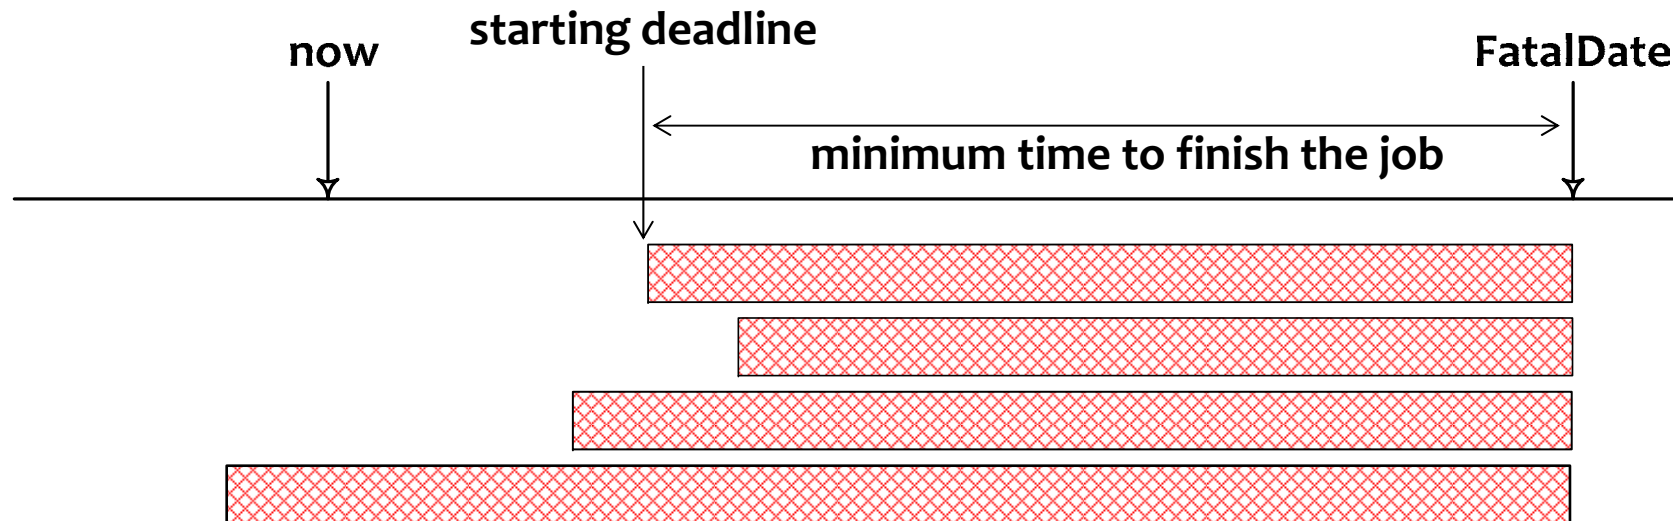 starting deadline
now
FatalDate
minimum time to finish the job